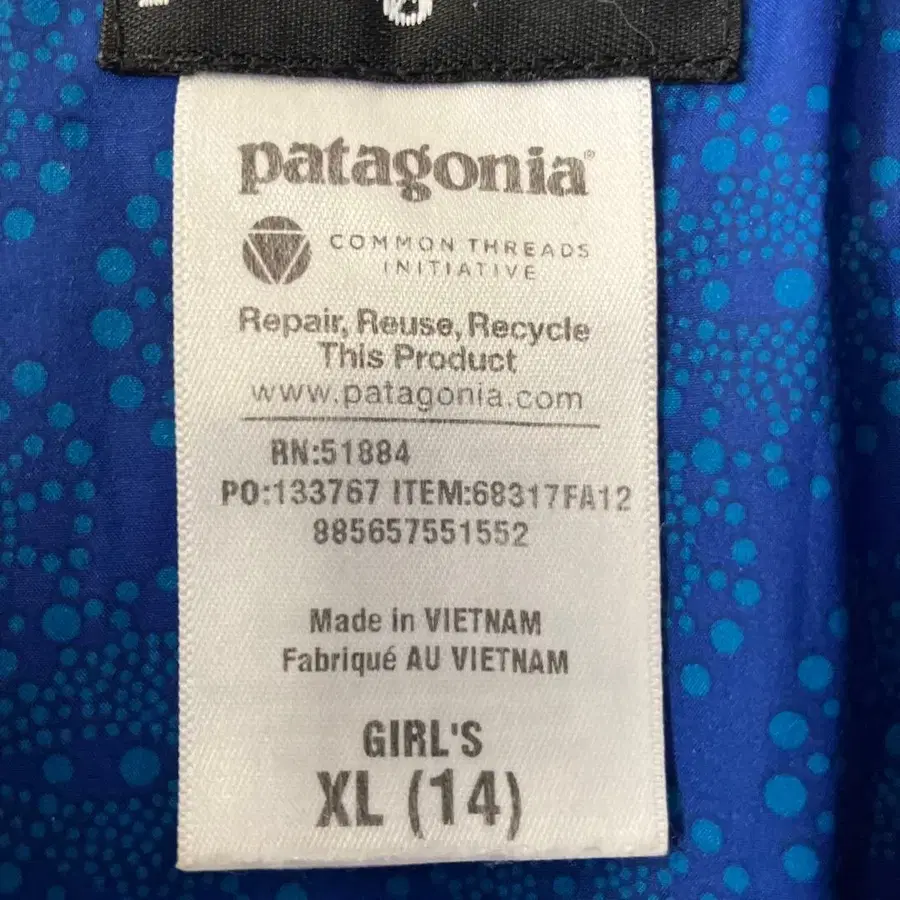 patagonia®
COMMON THREADS
INITIATIVE
Repair, Reuse, Recycle
This Product
www.patagonia.com
RN:51884
PO:133767 ITEM:68317FA12
885657551552
Made in VIETNAM
Fabriqué AU VIETNAM
GIRL'S
XL (14)